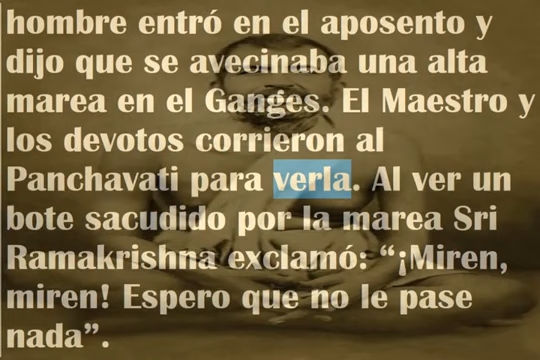 hombre entró en el aposento y
dijo que se avecinaba una alta
marea en el Ganges. El Maestro y
los devotos corrieron al
Panchavati para verla. Al ver un
bote sacudido por la marea Sri
Ramakrishna exclamó: “¡Miren,
miren! Espero que no le pase
nada”.